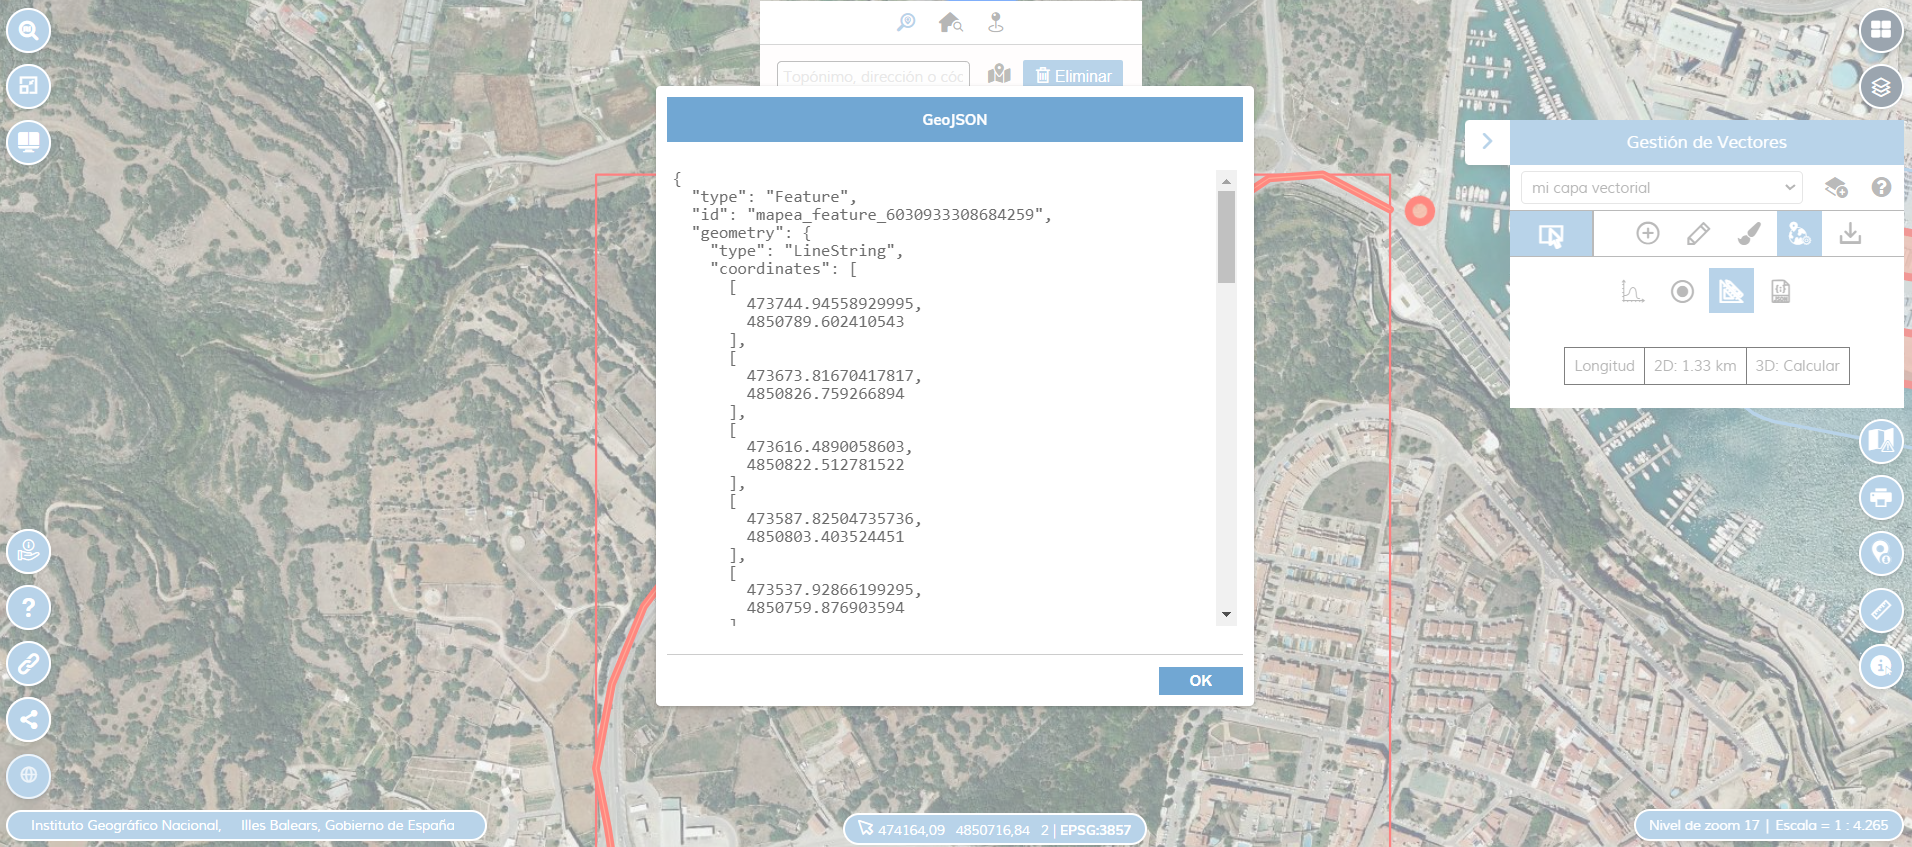 Topónimo, dirección o cóc
Eliminar
GeoJSON
{
"type": "Feature",
"id": "mapea_feature_6030933308684259",
"geometry": {
"type": "LineString",
"coordinates": [
[
473744.94558929995,
4850789.602410543
],
[
473673.81670417817,
4850826.759266894
],
[
473616.4890058603,
4850822.512781522
],
[
473587.82504735736,
4850803.403524451
],
[
473537.92866199295,
4850759.876903594
]
OK
Gestión de Vectores
mi capa vectorial
Longitud 2D: 1.33 km 3D: Calcular
Instituto Geográfico Nacional, Illes Balears, Gobierno de España
474164,09 4850716,84 2 | EPSG:3857
Nivel de zoom 17 | Escala = 1 : 4.265